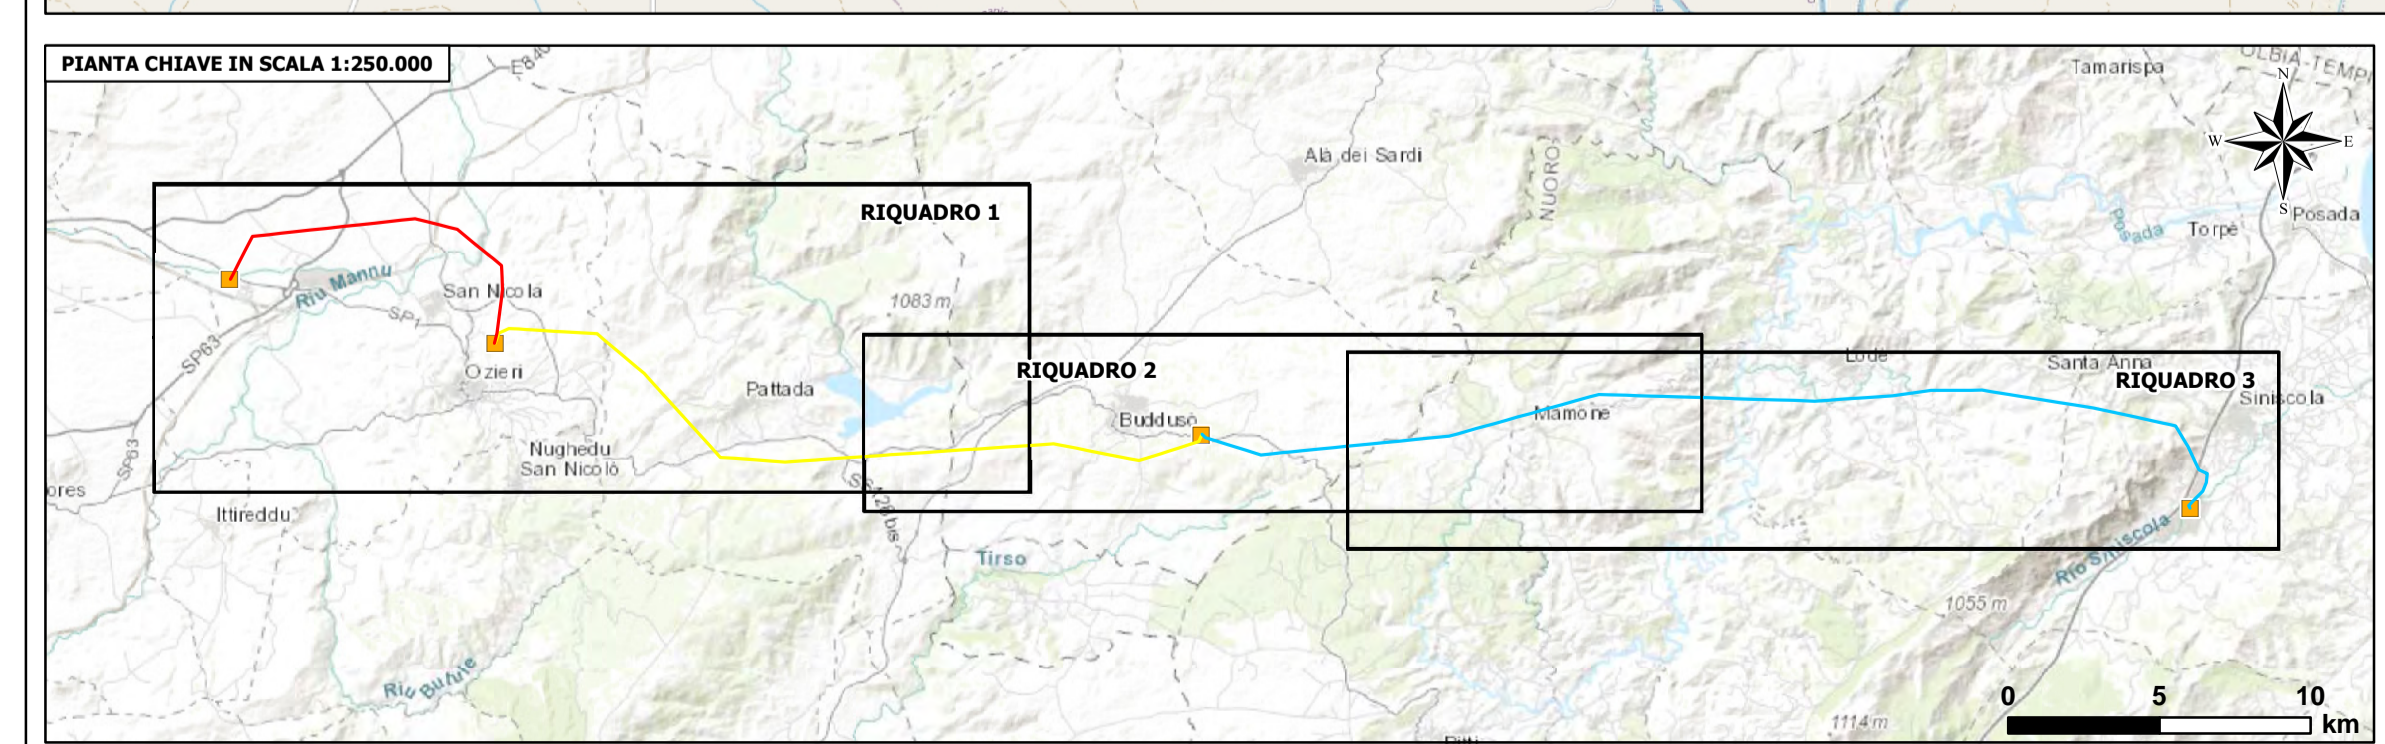 PIANTA CHIAVE IN SCALA 1:250.000
E840
Tamarispa
OLBIA-TEMPI
N
W
E
S
Alà dei Sardi
NUORO
Posada
Posada
Torpè
RIQUADRO 1
Riu Mannu
San Nicola
SP1
1083 m
SP63
Ozieri
Pattada
RIQUADRO 2
Lodè
Santa Anna
RIQUADRO 3
Siniscola
Buddusò
Mamone
SP63
Nughedu
San Nicolò
ores
Ittireddu
Tirso
Rio Siniscola
1055 m
Riu Butule
0 5 10
km
1114 m